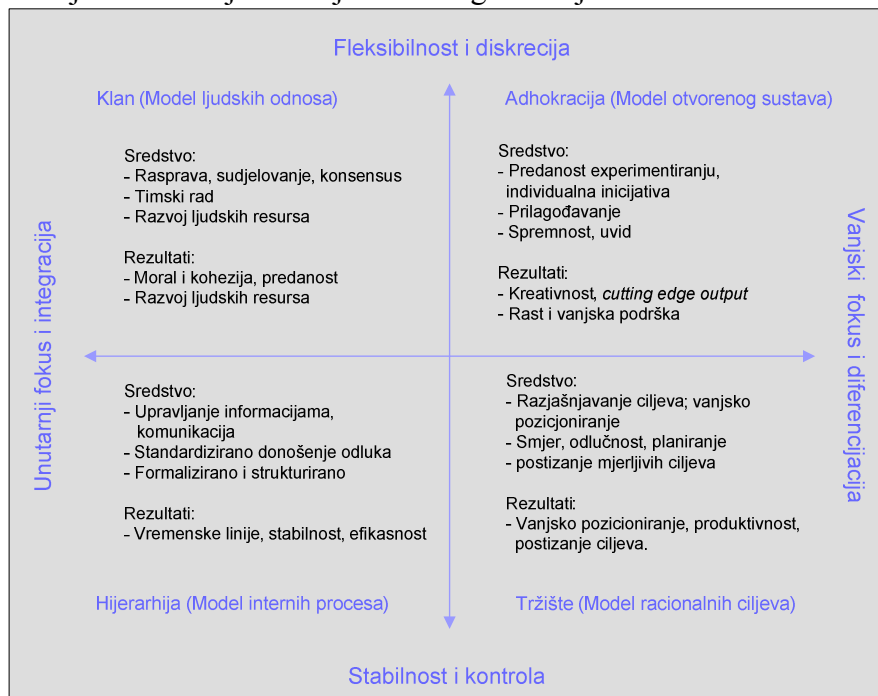 Fleksibilnost i diskrecija
Klan (Model ljudskih odnosa)
Sredstvo:
- Rasprava, sudjelovanje, konsensus
- Timski rad
- Razvoj ljudskih resursa
Rezultati:
- Moral i kohezija, predanost
- Razvoj ljudskih resursa
Adhokracija (Model otvorenog sustava)
Sredstvo:
- Predanost experimentiranju,
individualna inicijativa
- Prilagođavanje
- Spremnost, uvid
Rezultati:
- Kreativnost, cutting edge output
- Rast i vanjska podrška
Unutarnji fokus i integracija
Vanjski fokus i diferencijacija
Sredstvo:
- Upravljanje informacijama,
komunikacija
- Standardizirano donošenje odluka
- Formalizirano i strukturirano
Rezultati:
- Vremenske linije, stabilnost, efikasnost
Hijerarhija (Model internih procesa)
Sredstvo:
- Razjašnjavanje ciljeva; vanjsko
pozicjoniranje
- Smjer, odlučnost, planiranje
- postizanje mjerljivih ciljeva
Rezultati:
- Vanjsko pozicioniranje, produktivnost,
postizanje ciljeva.
Tržište (Model racionalnih ciljeva)
Stabilnost i kontrola